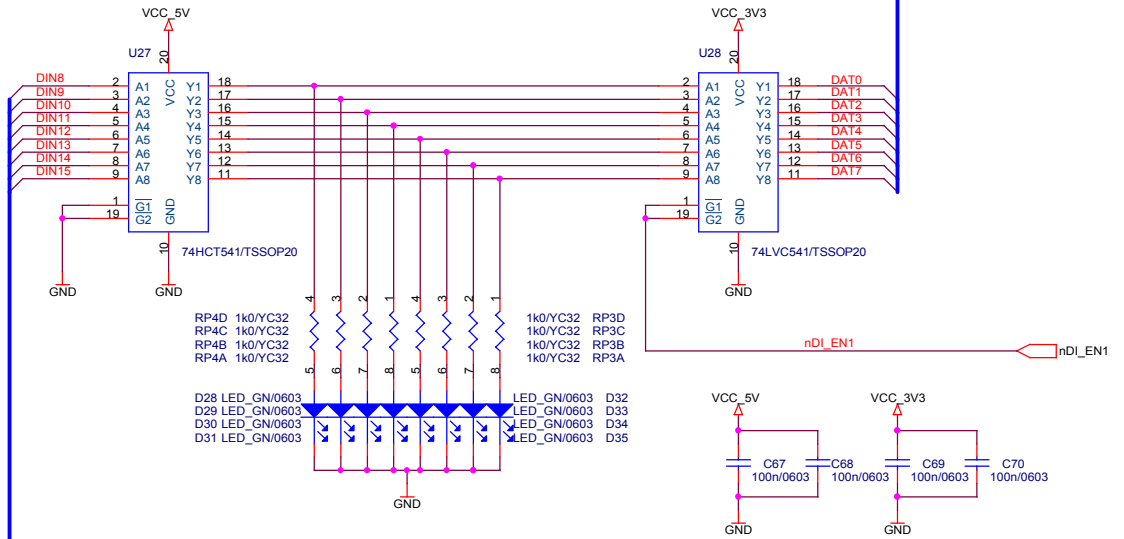 VCC_5V
VCC_3V3
U27
20
U28
20
DIN8 2 A1 VCC Y1 18
DIN9 3 A2 Y2 17
DIN10 4 A3 Y3 16
DIN11 5 A4 Y4 15
DIN12 6 A5 Y5 14
DIN13 7 A6 Y6 13
DIN14 8 A7 Y7 12
DIN15 9 A8 Y8 11
1 G1
19 G2 GND
10
74HCT541/TSSOP20
GND
GND
2 A1 VCC Y1 18 DAT0
3 A2 Y2 17 DAT1
4 A3 Y3 16 DAT2
5 A4 Y4 15 DAT3
6 A5 Y5 14 DAT4
7 A6 Y6 13 DAT5
8 A7 Y7 12 DAT6
9 A8 Y8 11 DAT7
1 G1
19 G2 GND
10
74LVC541/TSSOP20
GND
4 3 2 1 4 3 2 1
RP4D 1k0/YC32
RP4C 1k0/YC32
RP4B 1k0/YC32
RP4A 1k0/YC32
1k0/YC32 RP3D
1k0/YC32 RP3C
1k0/YC32 RP3B
1k0/YC32 RP3A
5 6 7 8 5 6 7 8
nDI_EN1
nDI_EN1
D28 LED_GN/0603
D29 LED_GN/0603
D30 LED_GN/0603
D31 LED_GN/0603
LED_GN/0603 D32
LED_GN/0603 D33
LED_GN/0603 D34
LED_GN/0603 D35
GND
VCC_5V
VCC_3V3
C67
100n/0603
C68
100n/0603
C69
100n/0603
C70
100n/0603
GND
GND